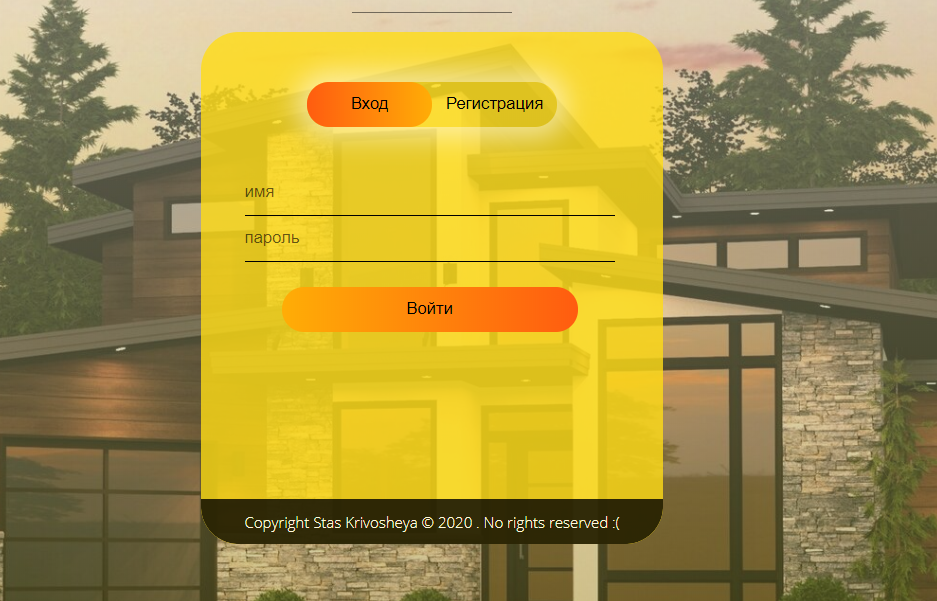 Вход
Регистрация
имя
пароль
Войти
Copyright Stas Krivosheya © 2020 . No rights reserved :(